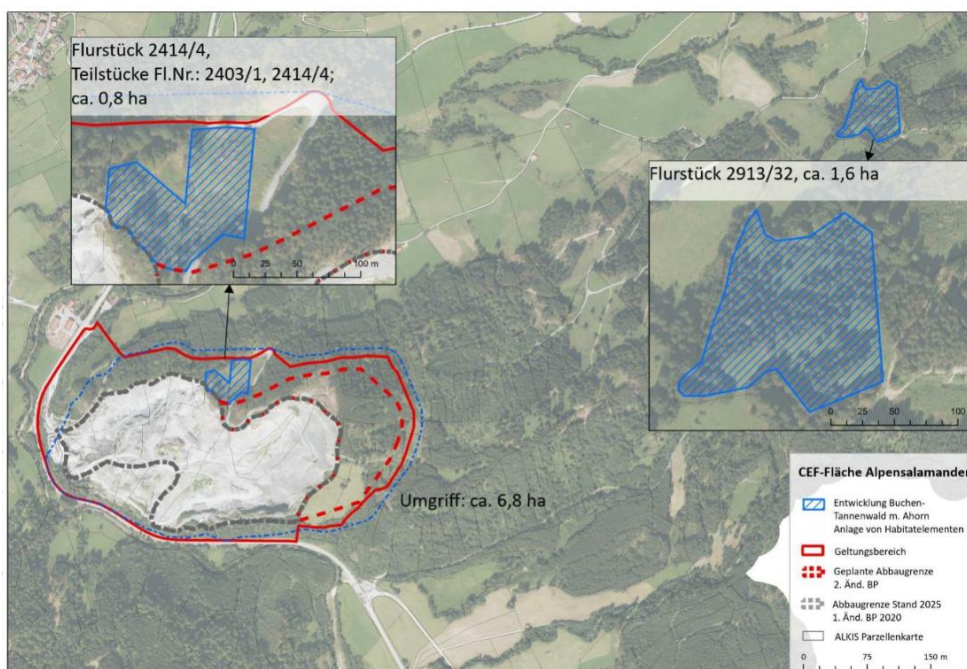 Flurstück 2414/4,
Teilstücke Fl.Nr.: 2403/1, 2414/4;
ca. 0,8 ha
0 25 50 100 m
Flurstück 2913/32, ca. 1,6 ha
0 25 50 100
Umgriff: ca. 6,8 ha
CEF-Fläche Alpensalamander
Entwicklung Buchen-
Tannenwald m. Ahorn
Anlage von Habitatelementen
Geltungsbereich
Geplante Abbaugrenze
2. Änd. BP
Abbaugrenze Stand 2025
1. Änd. BP 2020
ALKIS Parzellenkarte
0 75 150 m